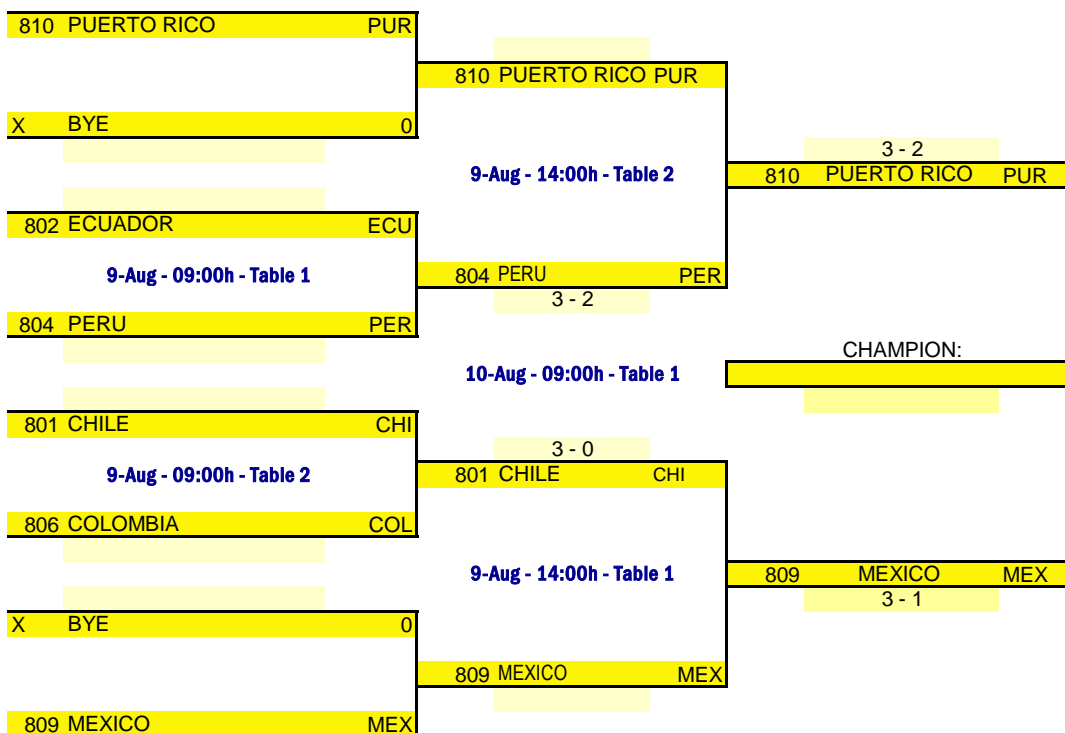 810 PUERTO RICO PUR
810 PUERTO RICO PUR
X BYE 0
3 - 2
9-Aug - 14:00h - Table 2
810 PUERTO RICO PUR
802 ECUADOR ECU
9-Aug - 09:00h - Table 1
804 PERU PER
3 - 2
804 PERU PER
CHAMPION:
10-Aug - 09:00h - Table 1
801 CHILE CHI
3 - 0
9-Aug - 09:00h - Table 2
801 CHILE CHI
806 COLOMBIA COL
9-Aug - 14:00h - Table 1
809 MEXICO MEX
3 - 1
X BYE 0
809 MEXICO MEX
809 MEXICO MEX